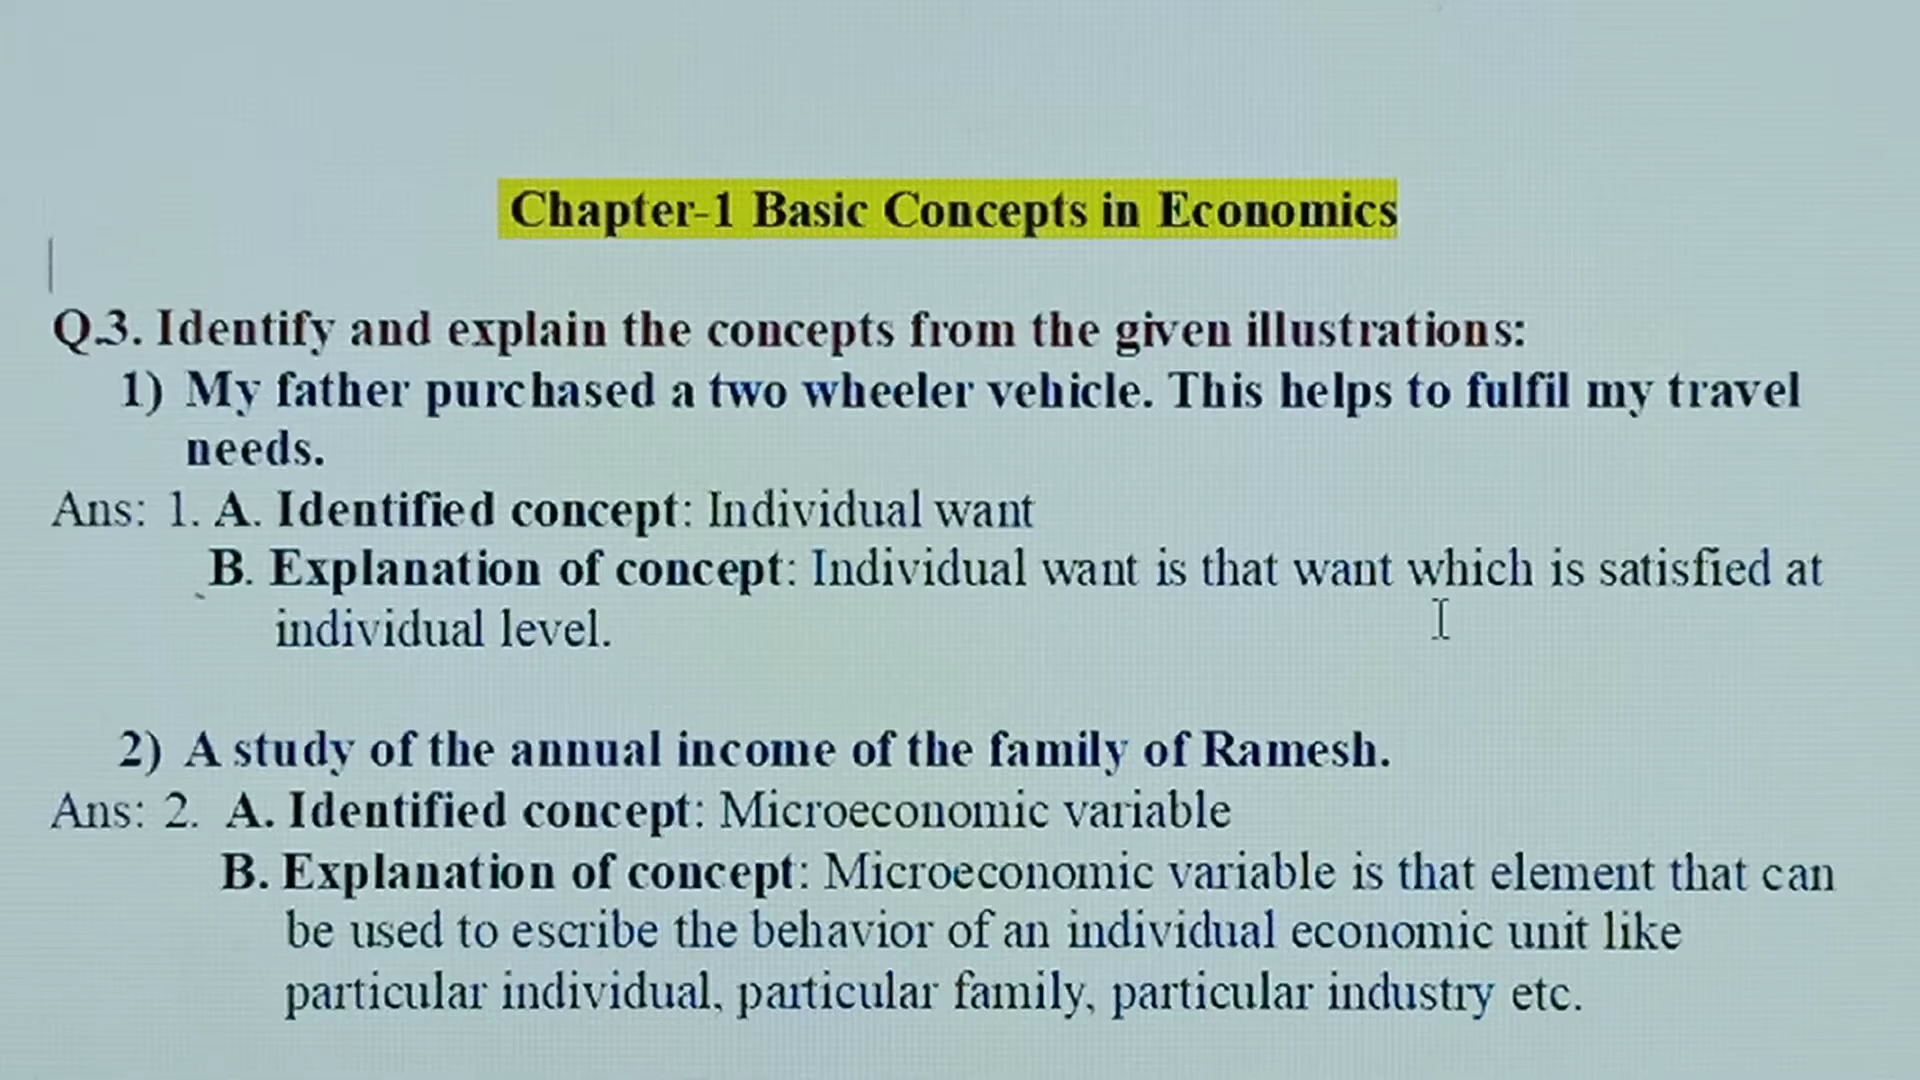 Chapter-1 Basic Concepts in Economics
Q.3. Identify and explain the concepts from the given illustrations:
1) My father purchased a two wheeler vehicle. This helps to fulfil my travel
needs.
Ans: 1. A. Identified concept: Individual want
B. Explanation of concept: Individual want is that want which is satisfied at
individual level.
2) A study of the annual income of the family of Ramesh.
Ans: 2. A. Identified concept: Microeconomic variable
B. Explanation of concept: Microeconomic variable is that element that can
be used to escribe the behavior of an individual economic unit like
particular individual, particular family, particular industry etc.